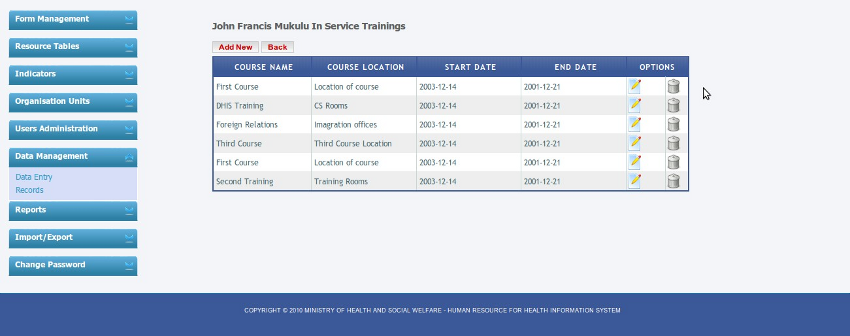 Form Management
Resource Tables
Indicators
Organisation Units
Users Administration
Data Management
Data Entry
Records
Reports
Import/Export
Change Password
John Francis Mukulu In Service Trainings
Add New Back
COURSE NAME COURSE LOCATION START DATE END DATE OPTIONS
First Course Location of course 2003-12-14 2001-12-21
DHIS Training CS Rooms 2003-12-14 2001-12-21
Foreign Relations Imagration offices 2003-12-14 2001-12-21
Third Course Third Course Location 2003-12-14 2001-12-21
First Course Location of course 2003-12-14 2001-12-21
Second Training Training Rooms 2003-12-14 2001-12-21
COPYRIGHT © 2010 MINISTRY OF HEALTH AND SOCIAL WELFARE - HUMAN RESOURCE FOR HEALTH INFORMATION SYSTEM